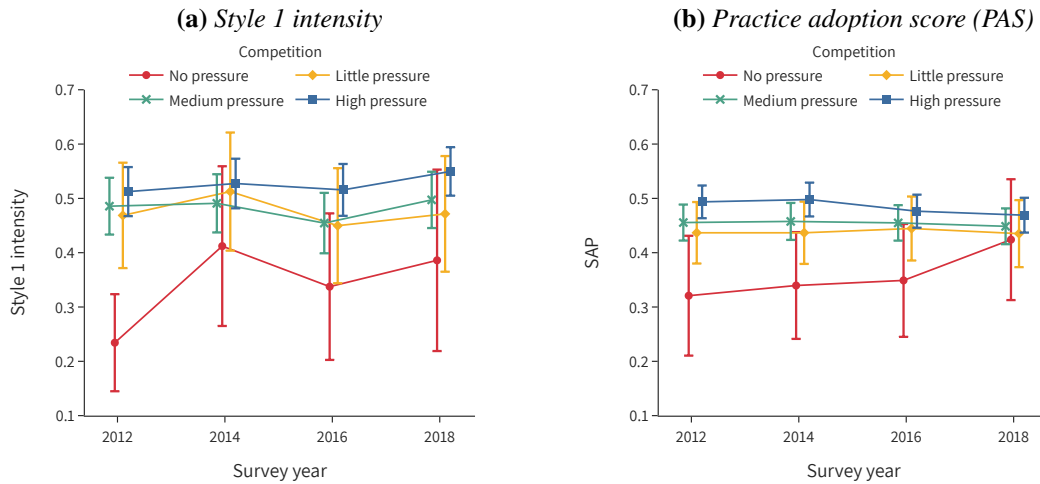 (a) Style 1 intensity
Competition
No pressure
Little pressure
Medium pressure
High pressure
0.7
0.6
0.5
0.4
0.3
0.2
0.1
Style 1 intensity
2012
2014
2016
2018
Survey year
(b) Practice adoption score (PAS)
Competition
No pressure
Little pressure
Medium pressure
High pressure
0.7
0.6
0.5
0.4
0.3
0.2
0.1
SAP
2012
2014
2016
2018
Survey year